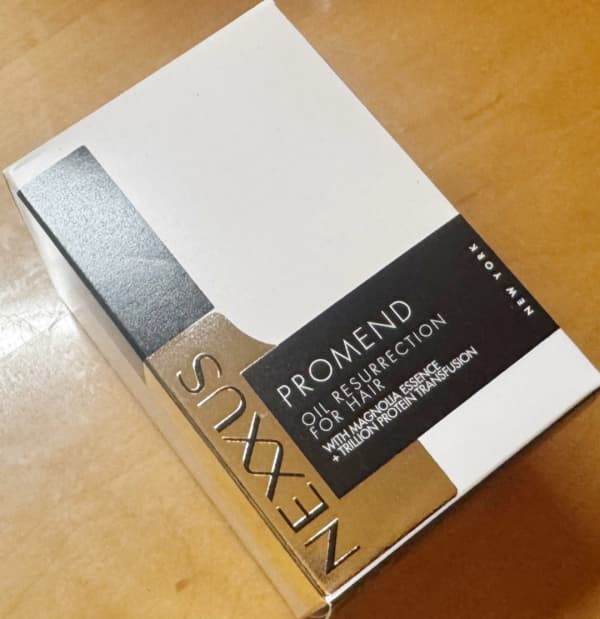 NEXXUS
PROMEND
OIL RESURRECTION
FOR HAIR
WITH MAGNOLIA ESSENCE
+ TRILLION PROTEIN TRANSFUSION
NEW YORK